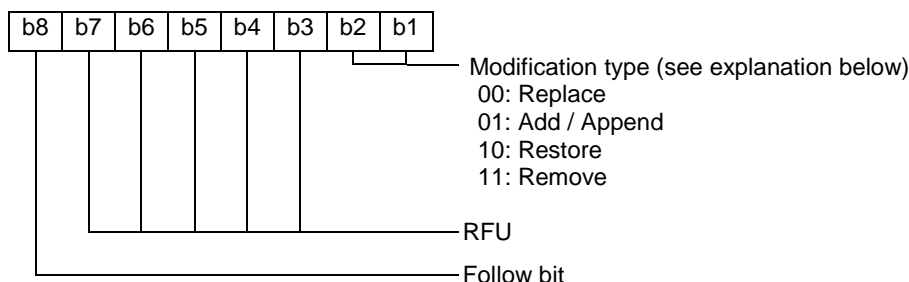 b8 b7 b6 b5 b4 b3 b2 b1
Modification type (see explanation below)
00: Replace
01: Add / Append
10: Restore
11: Remove
RFU
Follow bit